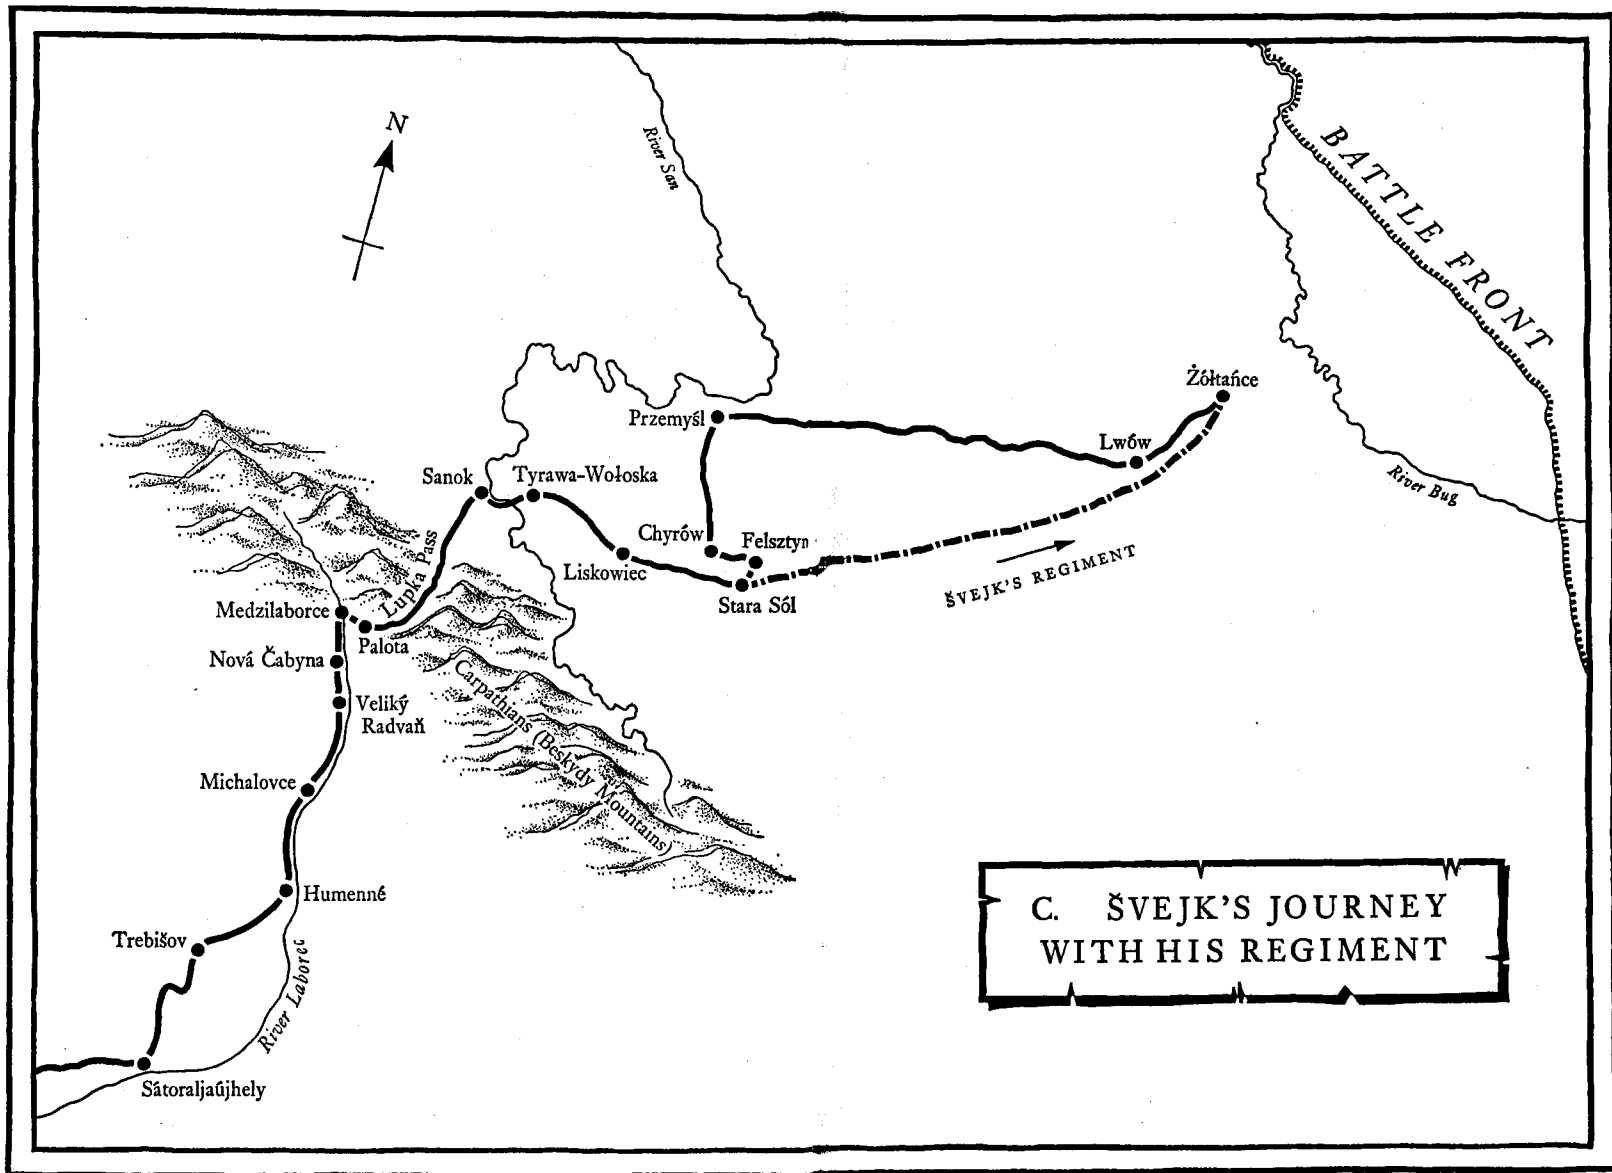 N
River San
BATTLE FRONT
Żółtańce
Przemyśl
Lwów
Sanok
Tyrawa-Wołoska
River Bug
Chyrów
Felsztyn
Liskowiec
Lupka Pass
ŠVEJK'S REGIMENT
Stara Sól
Medzilaborce
Palota
Nová Čabyna
Carpathians (Beskydy Mountains)
Veliký
Radvaň
Michalovce
Humenné
C. ŠVEJK'S JOURNEY
WITH HIS REGIMENT
Trebišov
River Laborec
Sátoraljaújhely